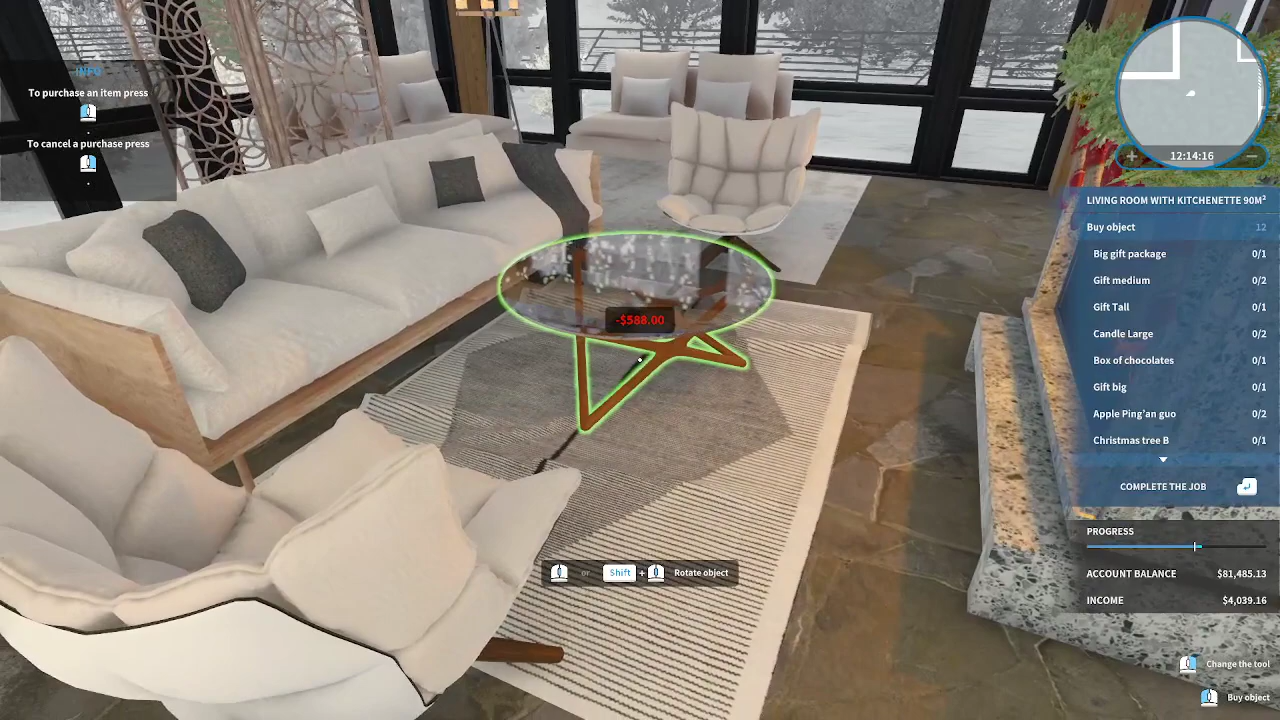 INFO
To purchase an item press
.
To cancel a purchase press
.
-$588.00
or Shift + Rotate object
+ 12:14:16 −
LIVING ROOM WITH KITCHENETTE 90M²
Buy object 12
Big gift package 0/1
Gift medium 0/2
Gift Tall 0/1
Candle Large 0/2
Box of chocolates 0/1
Gift big 0/1
Apple Ping'an guo 0/2
Christmas tree B 0/1
COMPLETE THE JOB
PROGRESS
ACCOUNT BALANCE $81,485.13
INCOME $4,039.16
Change the tool
Buy object